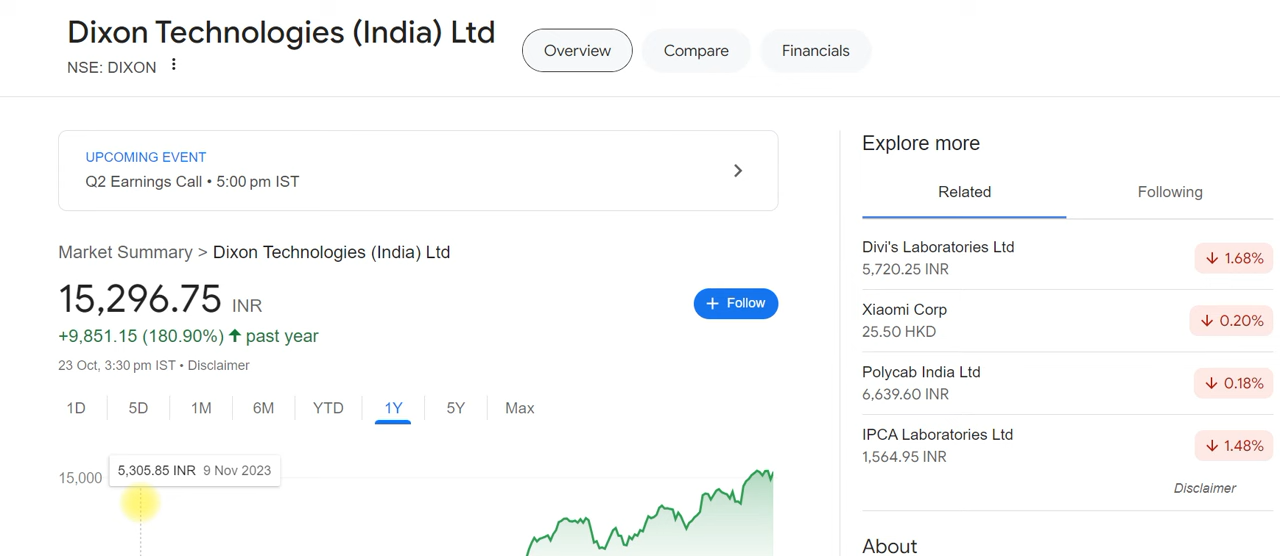 Dixon Technologies (India) Ltd
NSE: DIXON
Overview
Compare
Financials
UPCOMING EVENT
Q2 Earnings Call • 5:00 pm IST
Market Summary > Dixon Technologies (India) Ltd
15,296.75 INR
+9,851.15 (180.90%) ↑ past year
23 Oct, 3:30 pm IST • Disclaimer
+ Follow
1D 5D 1M 6M YTD 1Y 5Y Max
15,000
5,305.85 INR 9 Nov 2023
Explore more
Related Following
Divi's Laboratories Ltd
5,720.25 INR
↓ 1.68%
Xiaomi Corp
25.50 HKD
↓ 0.20%
Polycab India Ltd
6,639.60 INR
↓ 0.18%
IPCA Laboratories Ltd
1,564.95 INR
↓ 1.48%
Disclaimer
About